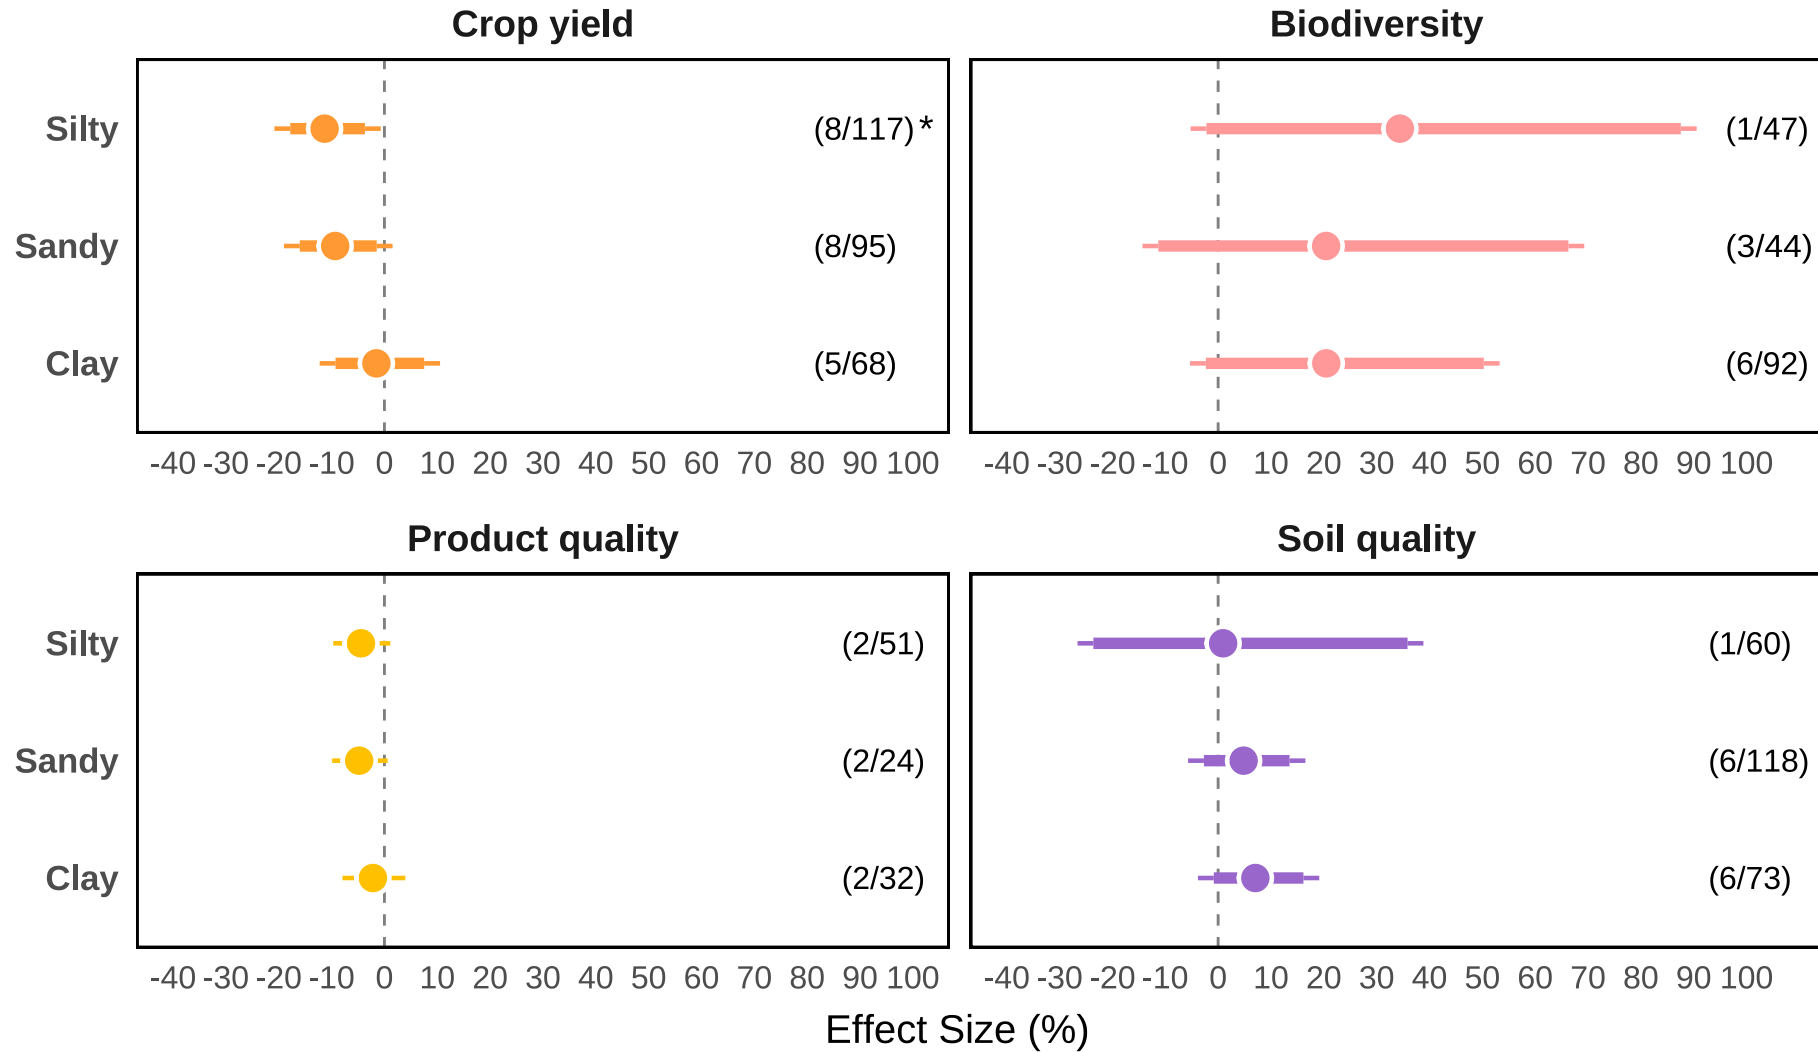 Crop yield
Biodiversity
Silty (8/117)* (1/47)
Sandy (8/95) (3/44)
Clay (5/68) (6/92)
-40 -30 -20 -10 0 10 20 30 40 50 60 70 80 90 100
-40 -30 -20 -10 0 10 20 30 40 50 60 70 80 90 100
Product quality
Soil quality
Silty (2/51) (1/60)
Sandy (2/24) (6/118)
Clay (2/32) (6/73)
-40 -30 -20 -10 0 10 20 30 40 50 60 70 80 90 100
-40 -30 -20 -10 0 10 20 30 40 50 60 70 80 90 100
Effect Size (%)